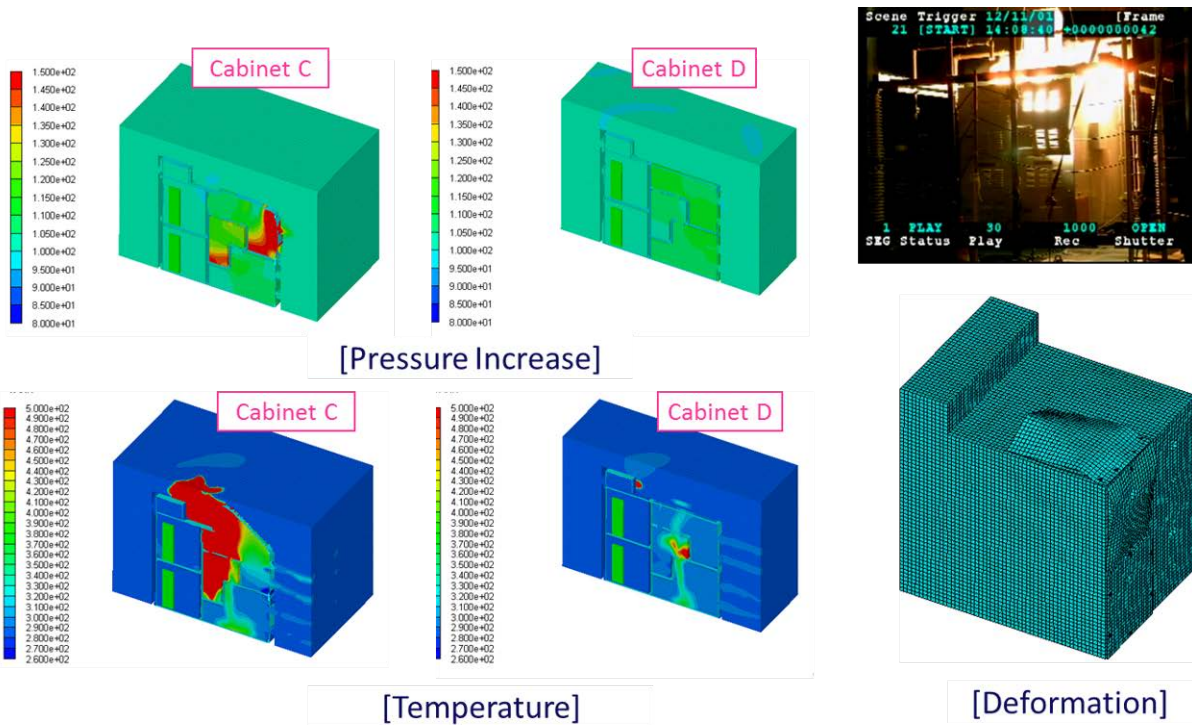 Cabinet C
1.500e+02
1.450e+02
1.400e+02
1.350e+02
1.300e+02
1.250e+02
1.200e+02
1.150e+02
1.100e+02
1.050e+02
1.000e+02
9.500e+01
9.000e+01
8.500e+01
8.000e+01
Cabinet D
1.500e+02
1.450e+02
1.400e+02
1.350e+02
1.300e+02
1.250e+02
1.200e+02
1.150e+02
1.100e+02
1.050e+02
1.000e+02
9.500e+01
9.000e+01
8.500e+01
8.000e+01
[Pressure Increase]
Scene Trigger 12/11/01 [Frame
21 [START] 14:08:40 +0000000042
1 PLAY 30 1000 OPEN
SEG Status Play Rec Shutter
Cabinet C
5.000e+02
4.900e+02
4.800e+02
4.700e+02
4.600e+02
4.500e+02
4.400e+02
4.300e+02
4.200e+02
4.100e+02
4.000e+02
3.900e+02
3.800e+02
3.700e+02
3.600e+02
3.500e+02
3.400e+02
3.300e+02
3.200e+02
3.100e+02
3.000e+02
2.900e+02
2.800e+02
2.700e+02
2.600e+02
Cabinet D
5.000e+02
4.900e+02
4.800e+02
4.700e+02
4.600e+02
4.500e+02
4.400e+02
4.300e+02
4.200e+02
4.100e+02
4.000e+02
3.900e+02
3.800e+02
3.700e+02
3.600e+02
3.500e+02
3.400e+02
3.300e+02
3.200e+02
3.100e+02
3.000e+02
2.900e+02
2.800e+02
2.700e+02
2.600e+02
[Temperature]
[Deformation]